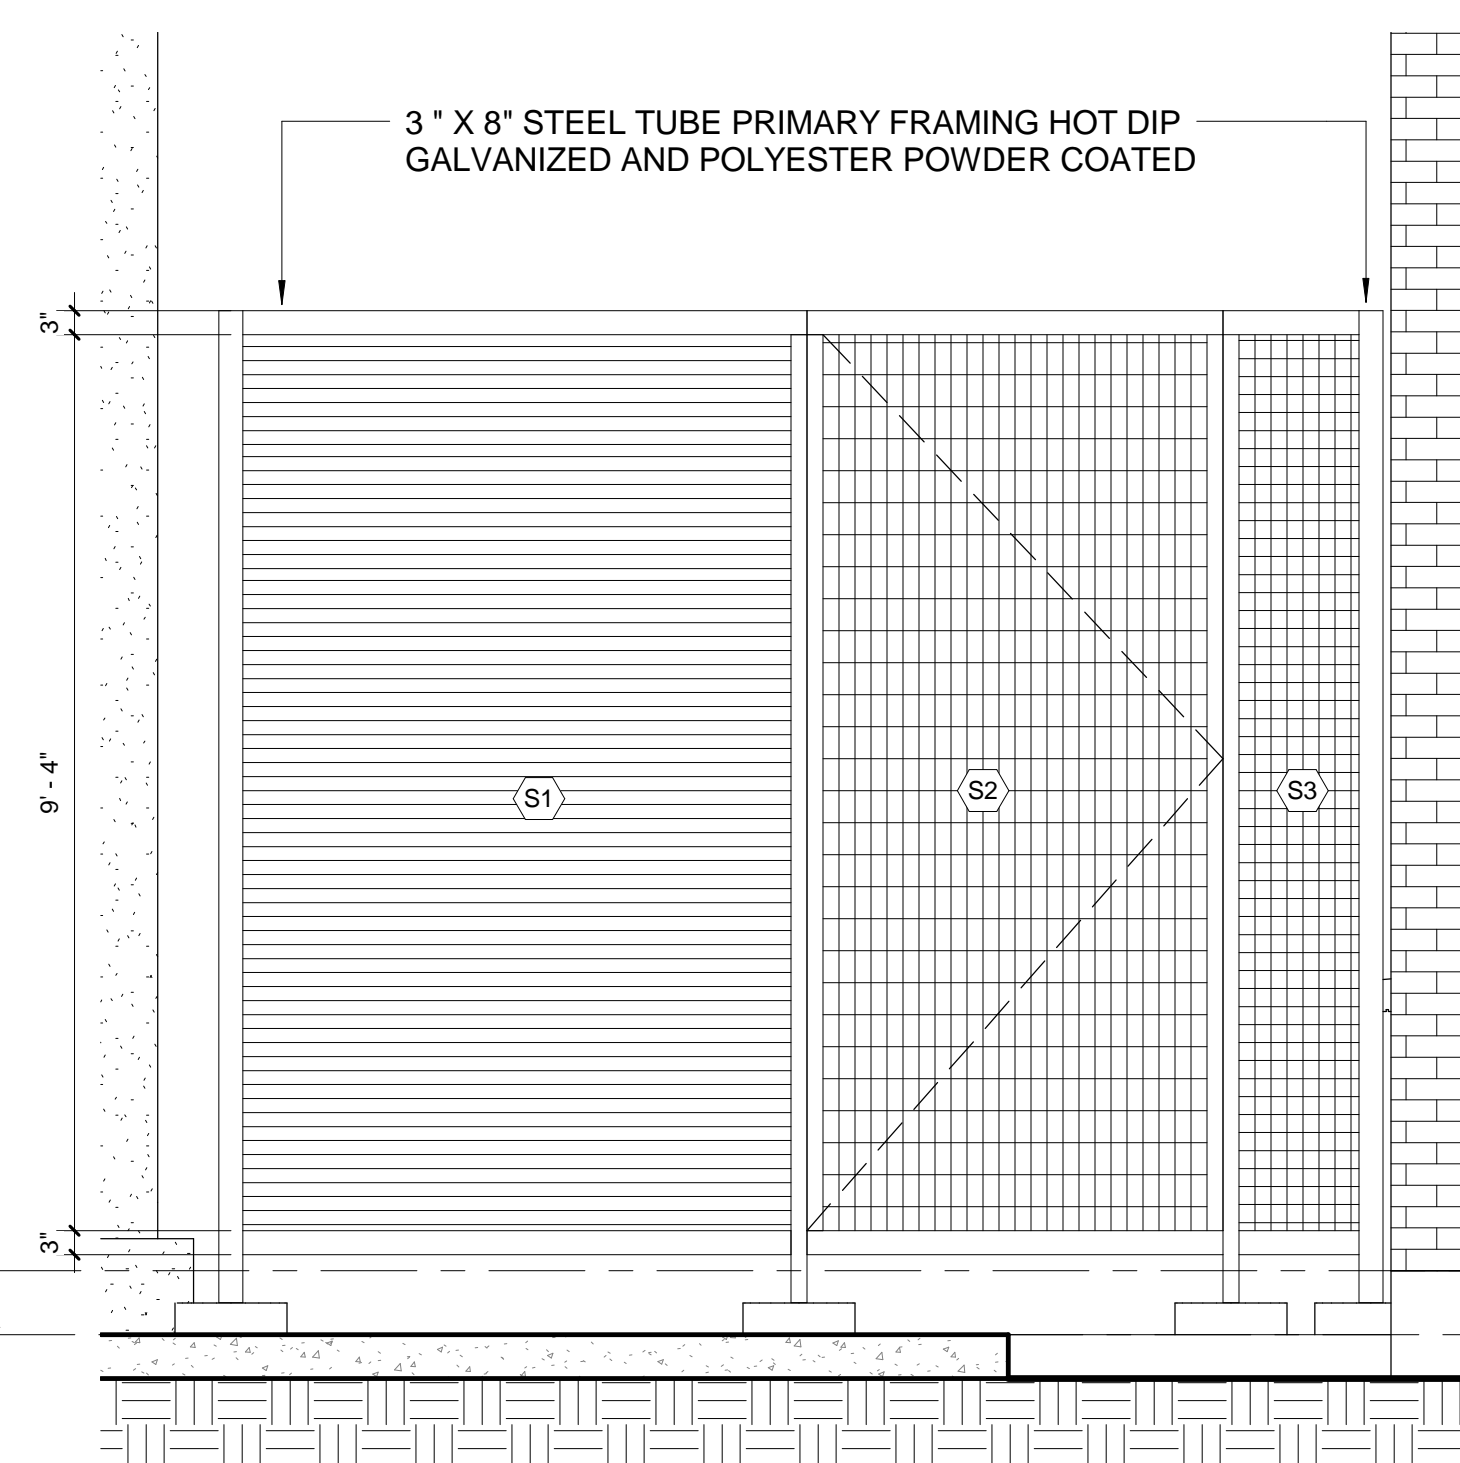 3 " X 8" STEEL TUBE PRIMARY FRAMING HOT DIP
GALVANIZED AND POLYESTER POWDER COATED
3"
9' - 4"
S1
S2
S3
3"